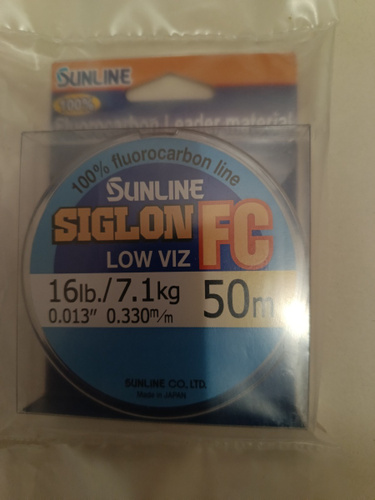 SUNLINE
100%
Fluorocarbon Leader material
100% fluorocarbon line
SUNLINE
SIGLON FC
LOW VIZ
16lb./7.1kg 50m
0.013" 0.330m/m
SUNLINE CO., LTD.
Made in JAPAN